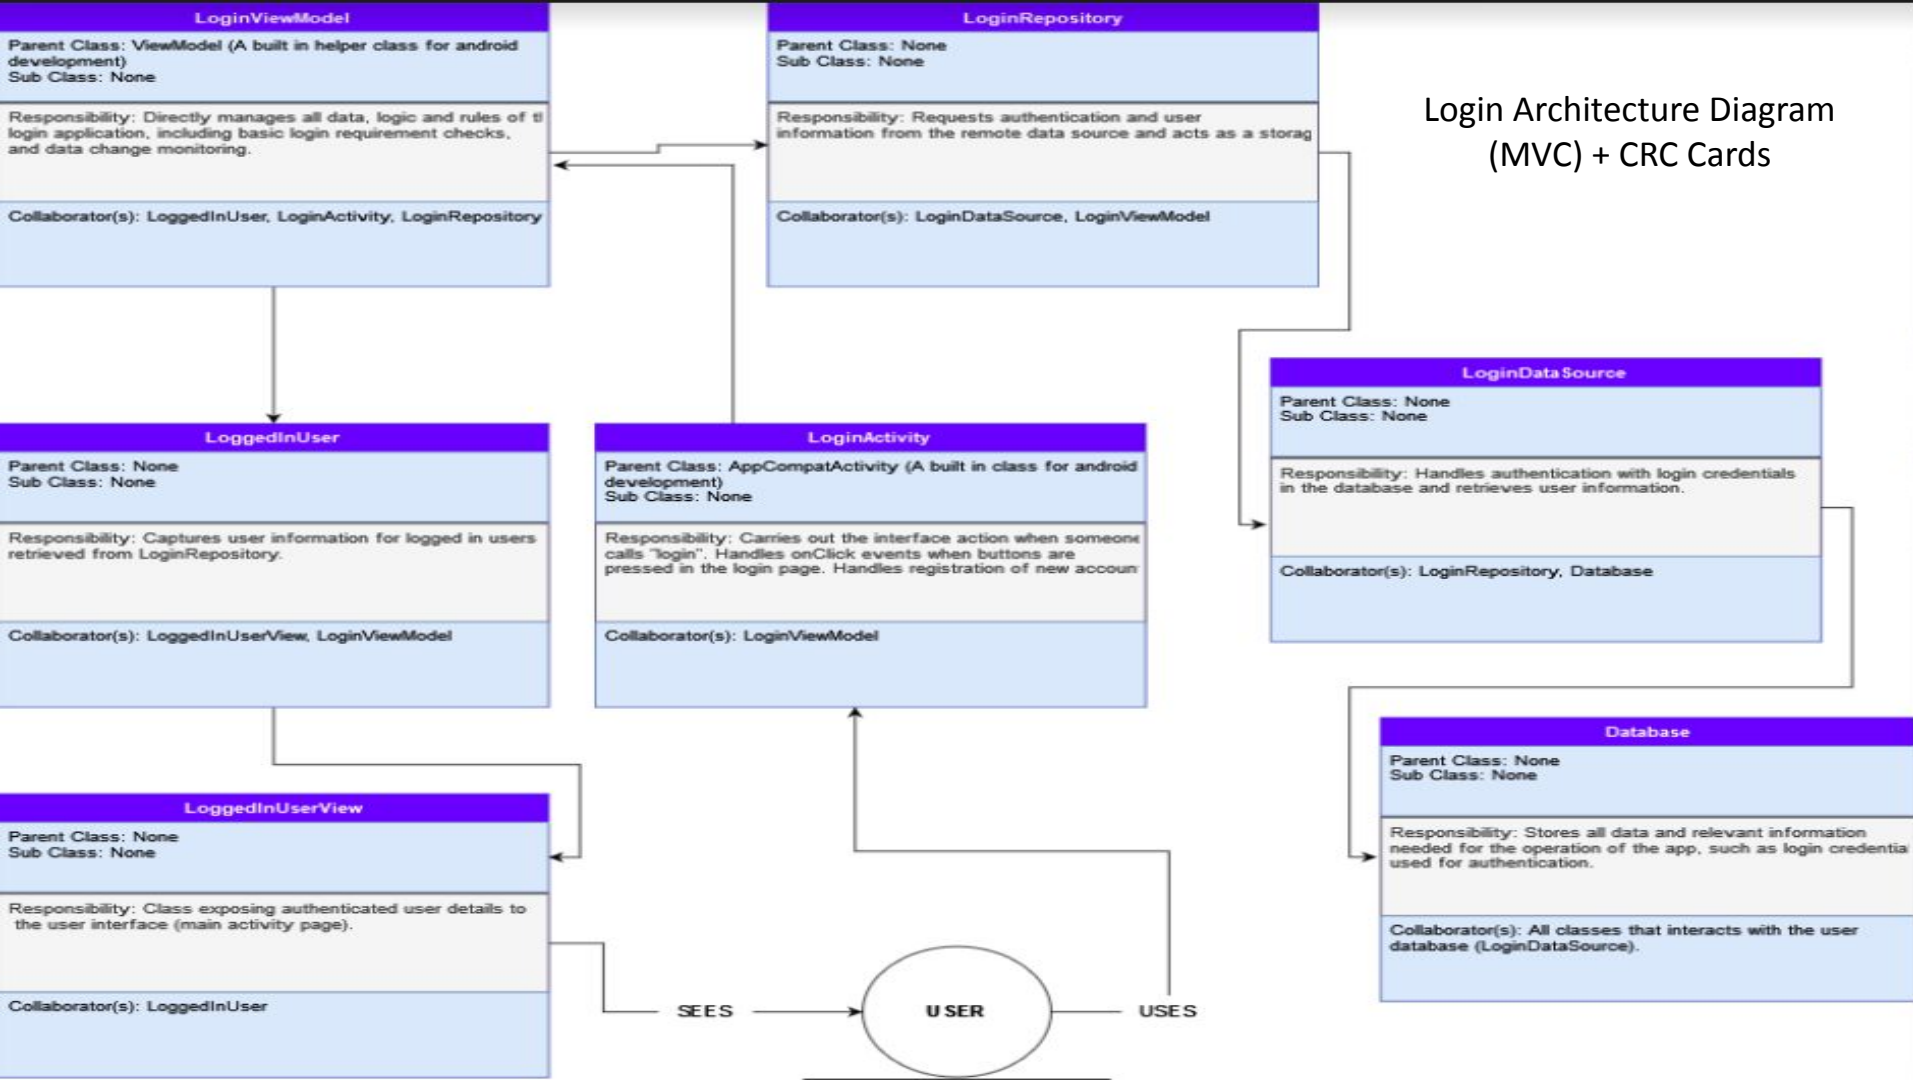 LoginViewModel
Parent Class: ViewModel (A built in helper class for android
development)
Sub Class: None
Responsibility: Directly manages all data, logic and rules of
login application, including basic login requirement checks,
and data change monitoring.
Collaborator(s): LoggedInUser, LoginActivity, LoginRepository
LoginRepository
Parent Class: None
Sub Class: None
Responsibility: Requests authentication and user
information from the remote data source and acts as a storag
Collaborator(s): LoginDataSource, LoginViewModel
Login Architecture Diagram
(MVC) + CRC Cards
LoggedInUser
Parent Class: None
Sub Class: None
Responsibility: Captures user information for logged in users
retrieved from LoginRepository.
Collaborator(s): LoggedInUserView, LoginViewModel
LoginActivity
Parent Class: AppCompatActivity (A built in class for android
development)
Sub Class: None
Responsibility: Carries out the interface action when someone
calls "login". Handles onClick events when buttons are
pressed in the login page. Handles registration of new accoun
Collaborator(s): LoginViewModel
LoginDataSource
Parent Class: None
Sub Class: None
Responsibility: Handles authentication with login credentials
in the database and retrieves user information.
Collaborator(s): LoginRepository, Database
LoggedInUserView
Parent Class: None
Sub Class: None
Responsibility: Class exposing authenticated user details to
the user interface (main activity page).
Collaborator(s): LoggedInUser
SEES
USER
USES
Database
Parent Class: None
Sub Class: None
Responsibility: Stores all data and relevant information
needed for the operation of the app, such as login credentia
used for authentication.
Collaborator(s): All classes that interacts with the user
database (LoginDataSource).